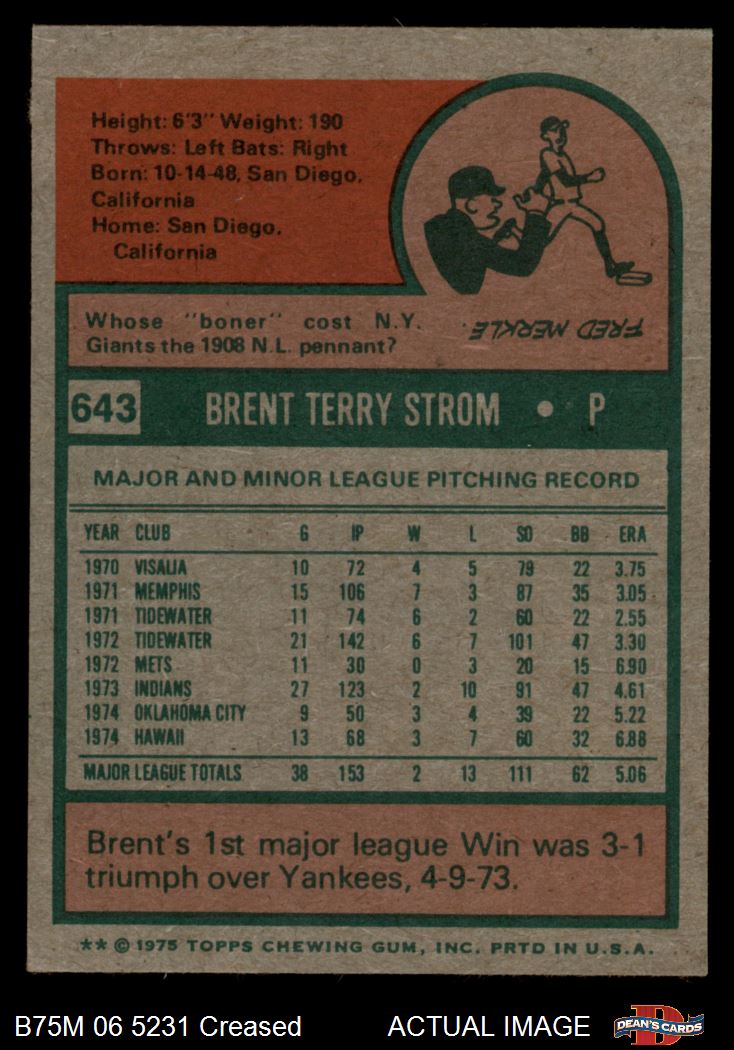 Height: 6'3" Weight: 190
Throws: Left Bats: Right
Born: 10-14-48, San Diego,
California
Home: San Diego,
California
Whose "boner" cost N.Y.
Giants the 1908 N.L. pennant?
FRED MERKLE.
643 BRENT TERRY STROM • P
MAJOR AND MINOR LEAGUE PITCHING RECORD
YEAR CLUB G IP W L SO BB ERA
1970 VISALIA 10 72 4 5 79 22 3.75
1971 MEMPHIS 15 106 7 3 87 35 3.05
1971 TIDEWATER 11 74 6 2 60 22 2.55
1972 TIDEWATER 21 142 6 7 101 47 3.30
1972 METS 11 30 0 3 20 15 6.90
1973 INDIANS 27 123 2 10 91 47 4.61
1974 OKLAHOMA CITY 9 50 3 4 39 22 5.22
1974 HAWAII 13 68 3 7 60 32 6.88
MAJOR LEAGUE TOTALS 38 153 2 13 111 62 5.06
Brent's 1st major league Win was 3-1
triumph over Yankees, 4-9-73.
** © 1975 TOPPS CHEWING GUM, INC. PRTD IN U.S.A.
B75M 06 5231 Creased ACTUAL IMAGE
D
DEAN'S CARDS